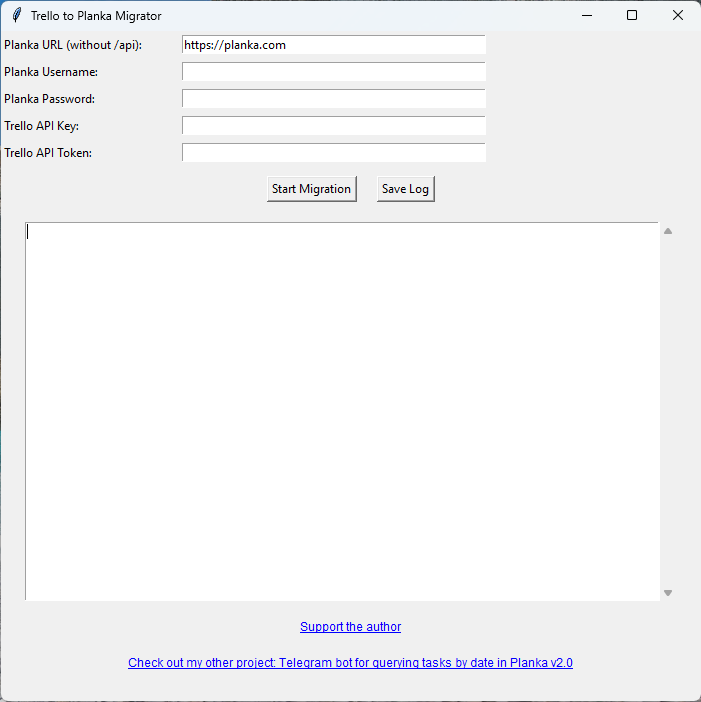 Trello to Planka Migrator
Planka URL (without /api): https://planka.com
Planka Username:
Planka Password:
Trello API Key:
Trello API Token:
Start Migration Save Log
Support the author
Check out my other project: Telegram bot for querying tasks by date in Planka v2.0